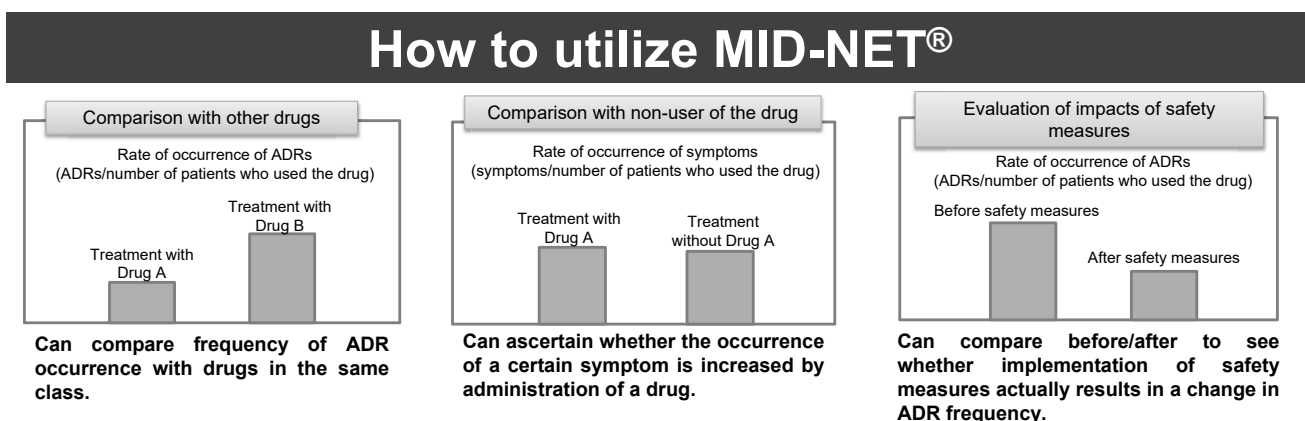 How to utilize MID-NET®
Comparison with other drugs
Rate of occurrence of ADRs
(ADRs/number of patients who used the drug)
Treatment with
Drug B
Treatment with
Drug A
Can compare frequency of ADR
occurrence with drugs in the same
class.
Comparison with non-user of the drug
Rate of occurrence of symptoms
(symptoms/number of patients who used the drug)
Treatment with
Drug A
Treatment
without Drug A
Can ascertain whether the occurrence
of a certain symptom is increased by
administration of a drug.
Evaluation of impacts of safety
measures
Rate of occurrence of ADRs
(ADRs/number of patients who used the drug)
Before safety measures
After safety measures
Can compare before/after to see
whether implementation of safety
measures actually results in a change in
ADR frequency.